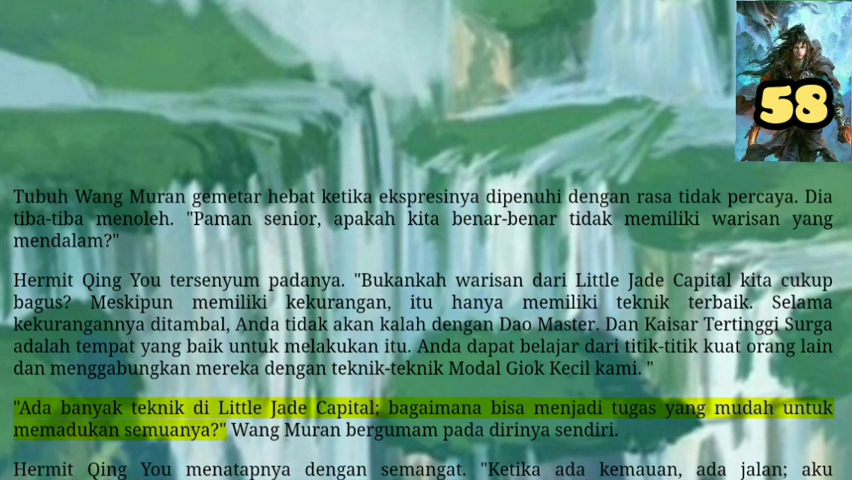 58
Tubuh Wang Muran gemetar hebat ketika ekspresinya dipenuhi dengan rasa tidak percaya. Dia
tiba-tiba menoleh. "Paman senior, apakah kita benar-benar tidak memiliki warisan yang
mendalam?"
Hermit Qing You tersenyum padanya. "Bukankah warisan dari Little Jade Capital kita cukup
bagus? Meskipun memiliki kekurangan, itu hanya memiliki teknik terbaik. Selama
kekurangannya ditambal, Anda tidak akan kalah dengan Dao Master. Dan Kaisar Tertinggi Surga
adalah tempat yang baik untuk melakukan itu. Anda dapat belajar dari titik-titik kuat orang lain
dan menggabungkan mereka dengan teknik-teknik Modal Giok Kecil kami. "
"Ada banyak teknik di Little Jade Capital; bagaimana bisa menjadi tugas yang mudah untuk
memadukan semuanya?" Wang Muran bergumam pada dirinya sendiri.
Hermit Qing You menatapnya dengan semangat. "Ketika ada kemauan, ada jalan; aku